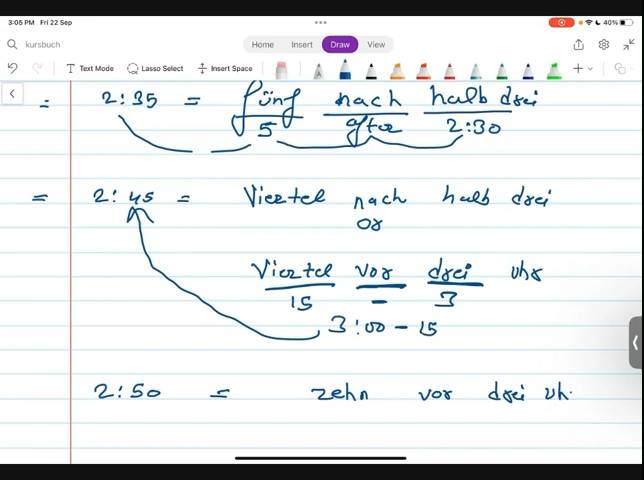 3:05 PM Fri 22 Sep 40%
kursbuch Home Insert Draw View
Text Mode Lasso Select Insert Space
= 2:35 = fünf nach halb drei
5 after 2:30
= 2:45 = Viertel nach halb drei
or
Viertel vor drei Uhr
15 - 3
3:00 - 15
2:50 = zehn vor drei Uh